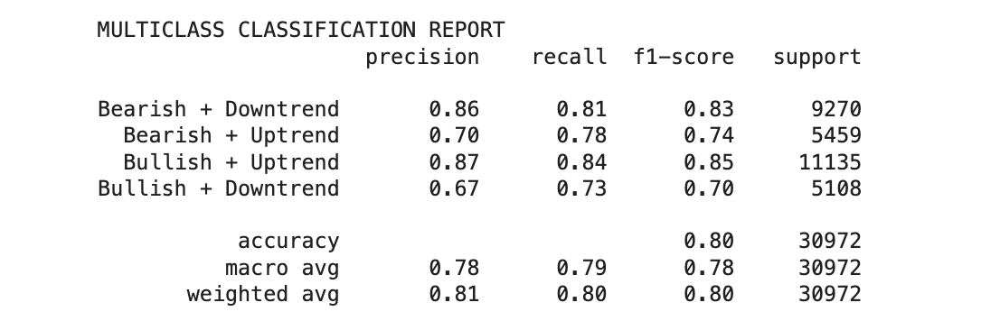 MULTICLASS CLASSIFICATION REPORT
precision recall f1-score support
Bearish + Downtrend 0.86 0.81 0.83 9270
Bearish + Uptrend 0.70 0.78 0.74 5459
Bullish + Uptrend 0.87 0.84 0.85 11135
Bullish + Downtrend 0.67 0.73 0.70 5108
accuracy 0.80 30972
macro avg 0.78 0.79 0.78 30972
weighted avg 0.81 0.80 0.80 30972